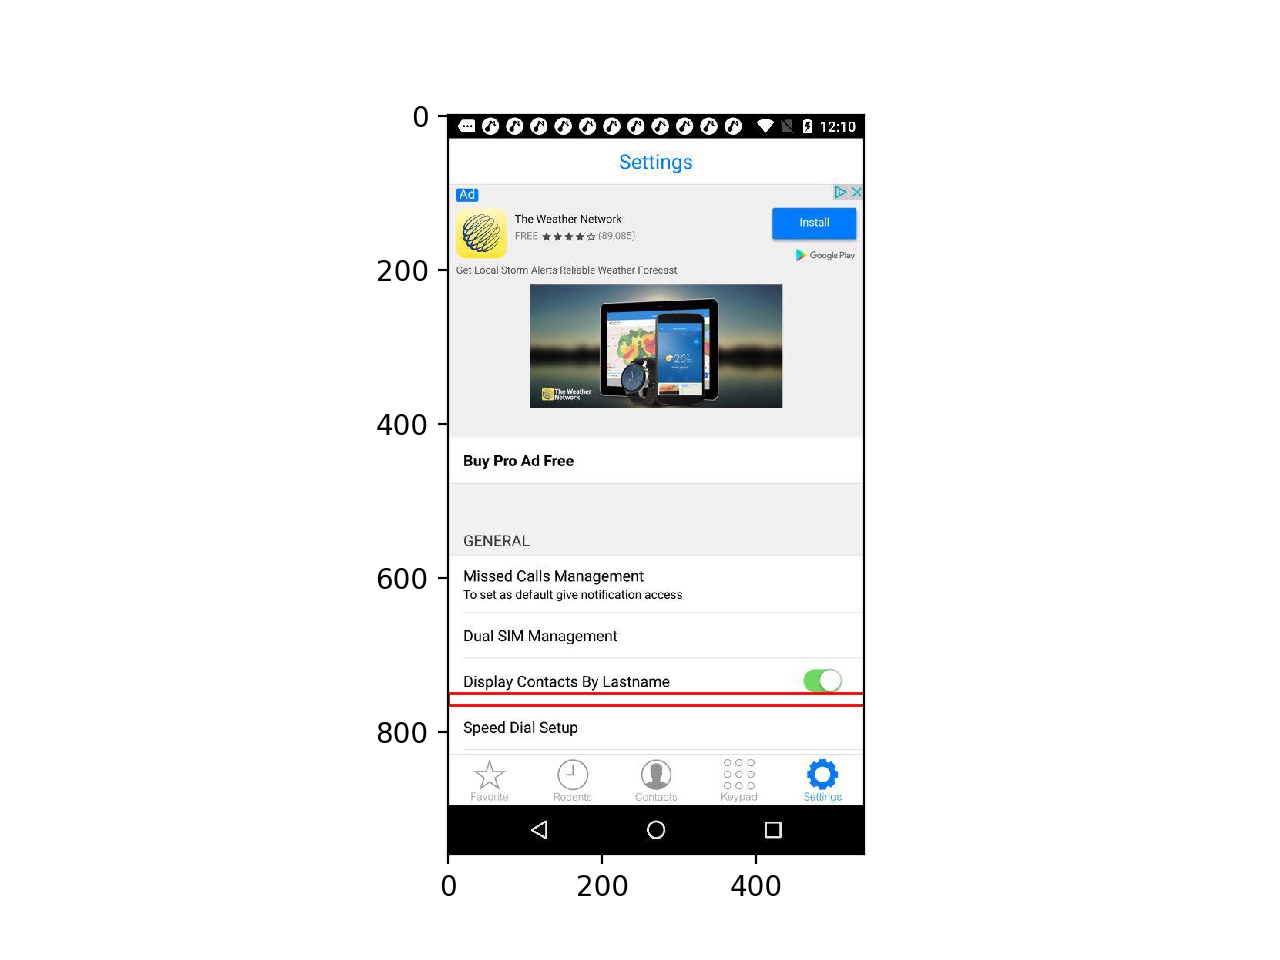 0
200
400
600
800
12:10
Settings
Ad
The Weather Network
FREE ★★★★☆ (89,085)
Install
Google Play
Get Local Storm Alerts Reliable Weather Forecast
The Weather
Network
Buy Pro Ad Free
GENERAL
Missed Calls Management
To set as default give notification access
Dual SIM Management
Display Contacts By Lastname
Speed Dial Setup
Favorite Recents Contacts Keypad Settings
0 200 400